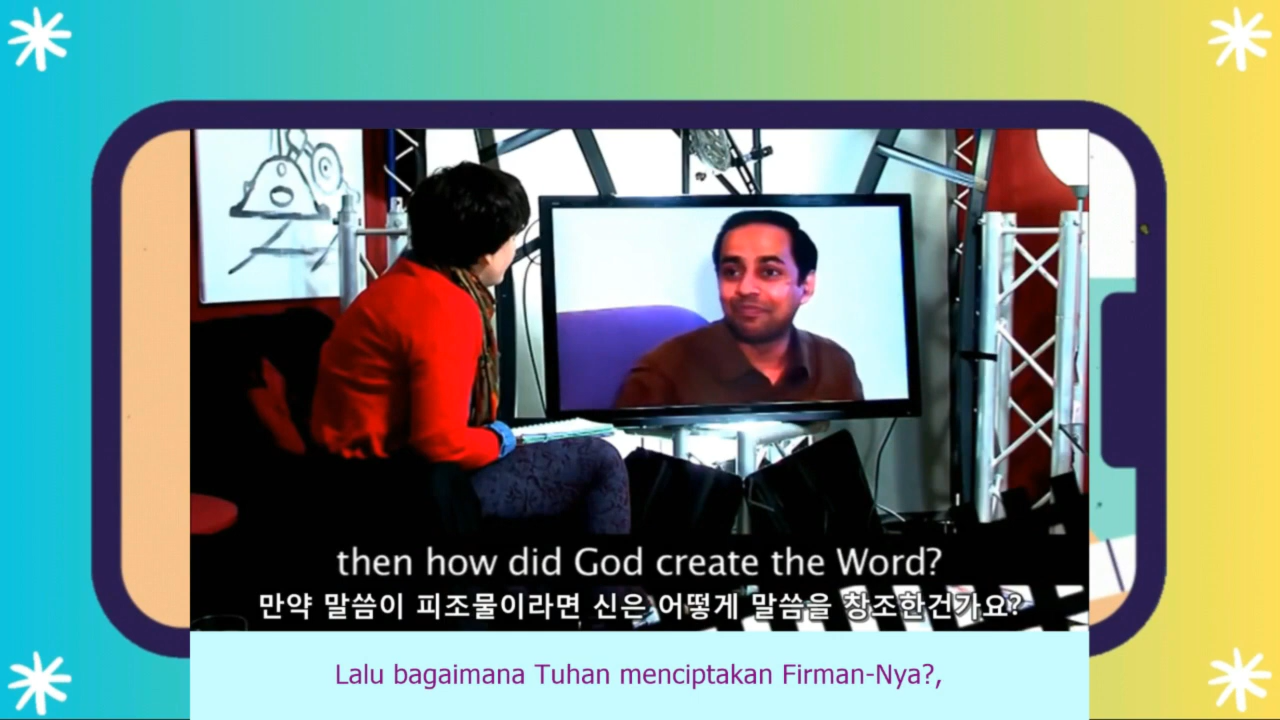 then how did God create the Word?
만약 말씀이 피조물이라면 신은 어떻게 말씀을 창조한건가요?
Lalu bagaimana Tuhan menciptakan Firman-Nya?,